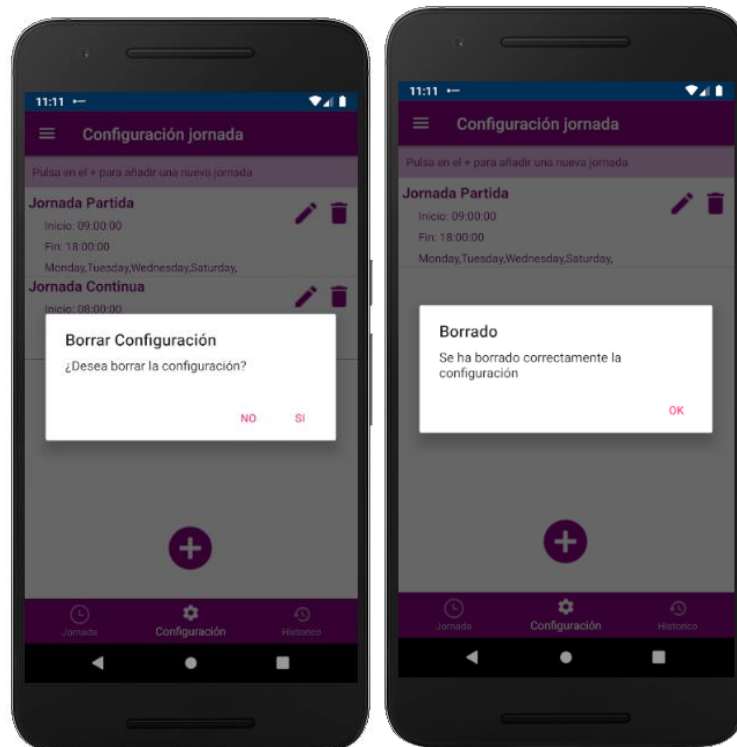 11:11
Configuración jornada
Pulsa en el + para añadir una nueva jornada
Jornada Partida
Inicio: 09:00:00
Fin: 18:00:00
Monday,Tuesday,Wednesday,Saturday,
Jornada Continua
Inicio: 08:00:00
Borrar Configuración
¿Desea borrar la configuración?
NO SI
Jornada Configuración Historico
11:11
Configuración jornada
Pulsa en el + para añadir una nueva jornada
Jornada Partida
Inicio: 09:00:00
Fin: 18:00:00
Monday,Tuesday,Wednesday,Saturday,
Borrado
Se ha borrado correctamente la
configuración
OK
Jornada Configuración Historico